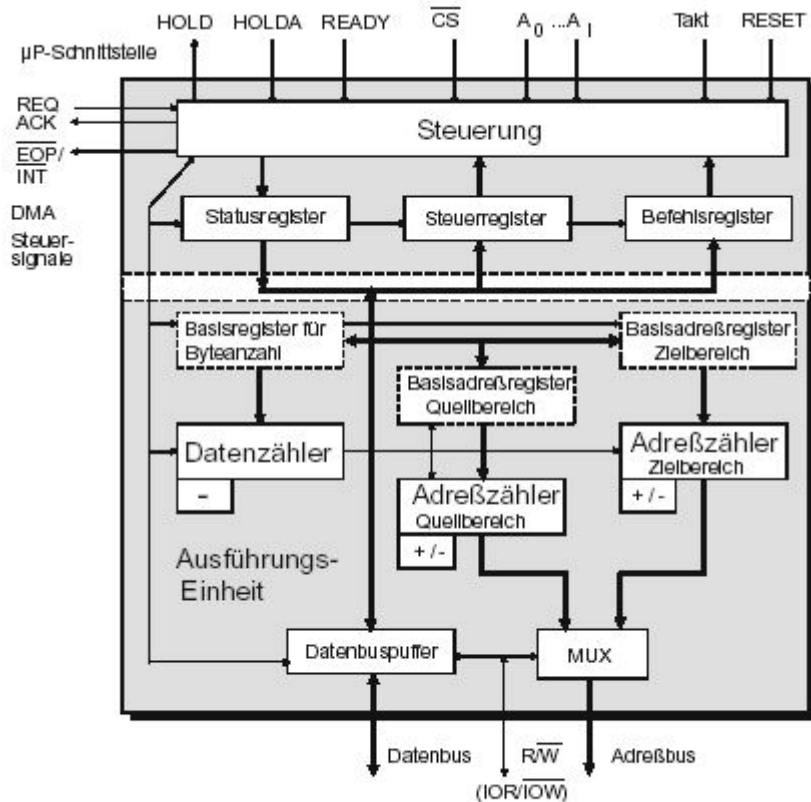 HOLD HOLDA READY CS A0 ...AI Takt RESET
µP-Schnittstelle
REQ
ACK
EOP/
INT
DMA
Steuer-
signale
Steuerung
Statusregister
Steuerregister
Befehlsregister
Basisregister für
Byteanzahl
Basisadreßregister
Zielbereich
Basisadreßregister
Quellbereich
Datenzähler
-
Adreßzähler
Zielbereich
+ / -
Adreßzähler
Quellbereich
+ / -
Ausführungs-
Einheit
Datenbuspuffer
MUX
Datenbus
R/W
Adreßbus
(IOR/IOW)